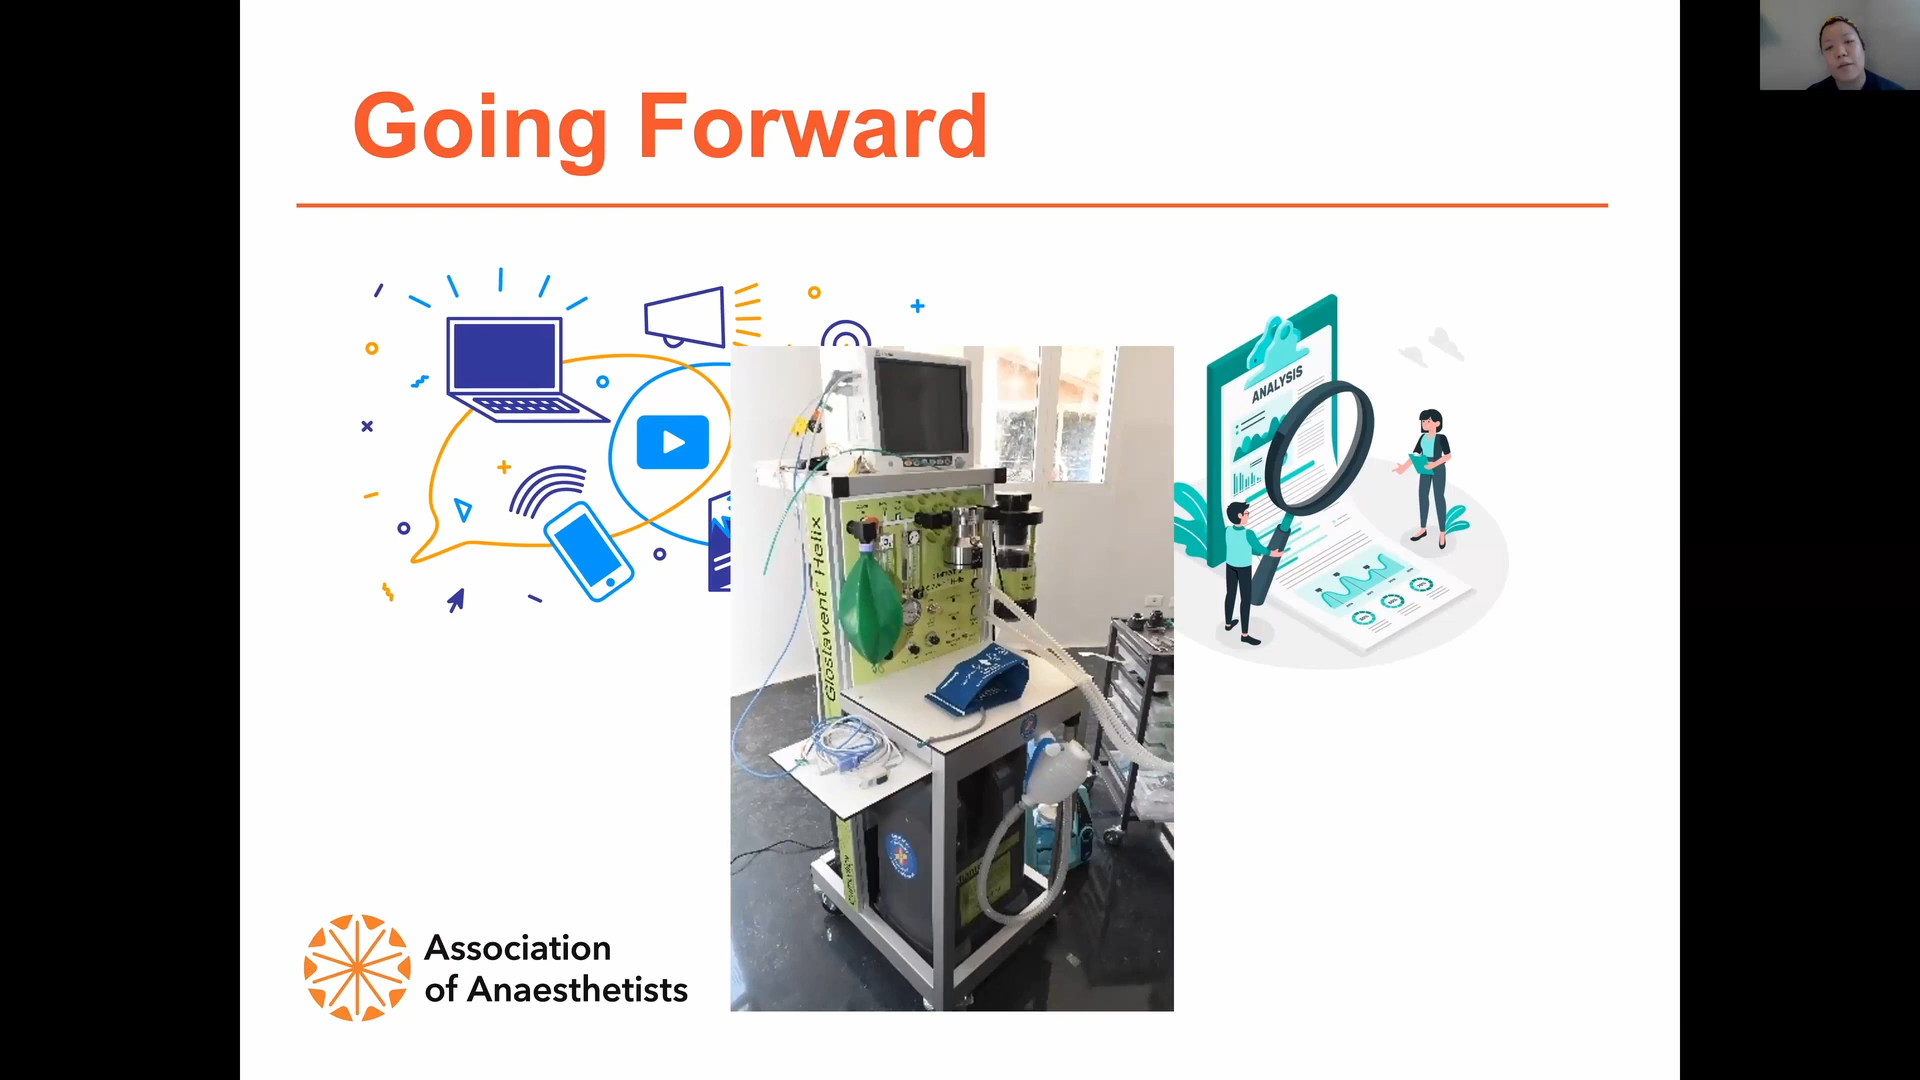 Going Forward
ANALYSIS
Glostavent Helix
Association
of Anaesthetists